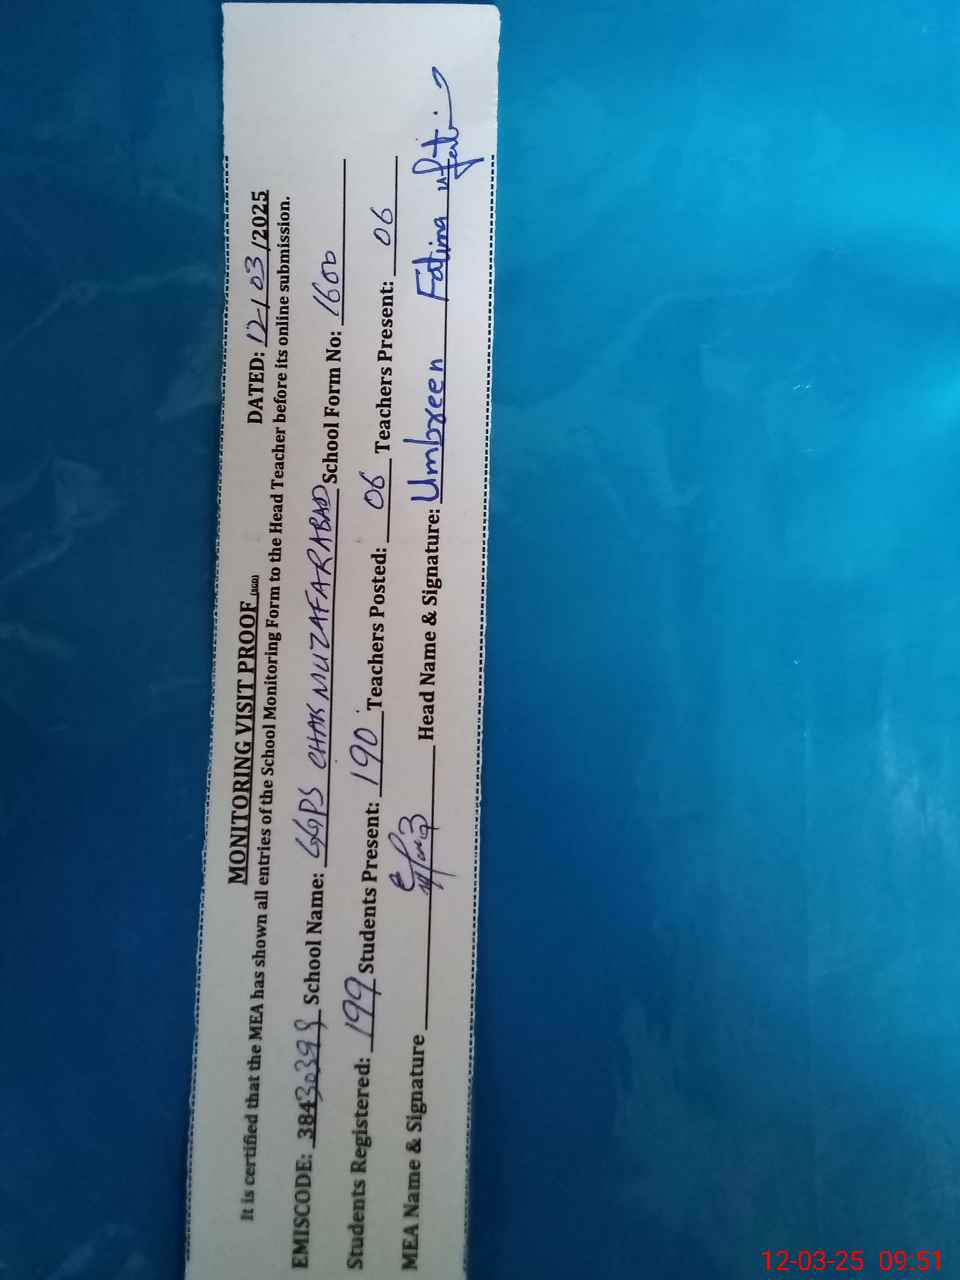 MONITORING VISIT PROOF (AGD) DATED: 12/03/2025
It is certified that the MEA has shown all entries of the School Monitoring Form to the Head Teacher before its online submission.
EMISCODE: School Name: GGPS CHAK MUZAFARABAD School Form No: 1600
Students Registered: 199 Students Present: 190 Teachers Posted: 06 Teachers Present: 06
MEA Name & Signature Head Name & Signature: Umbreen Fatima
12-03-25 09:51